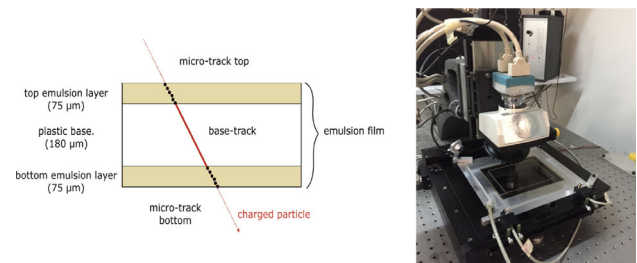 micro-track top
top emulsion layer
(75 μm)
plastic base.
(180 μm)
base-track
emulsion film
bottom emulsion layer
(75 μm)
micro-track
bottom
charged particle